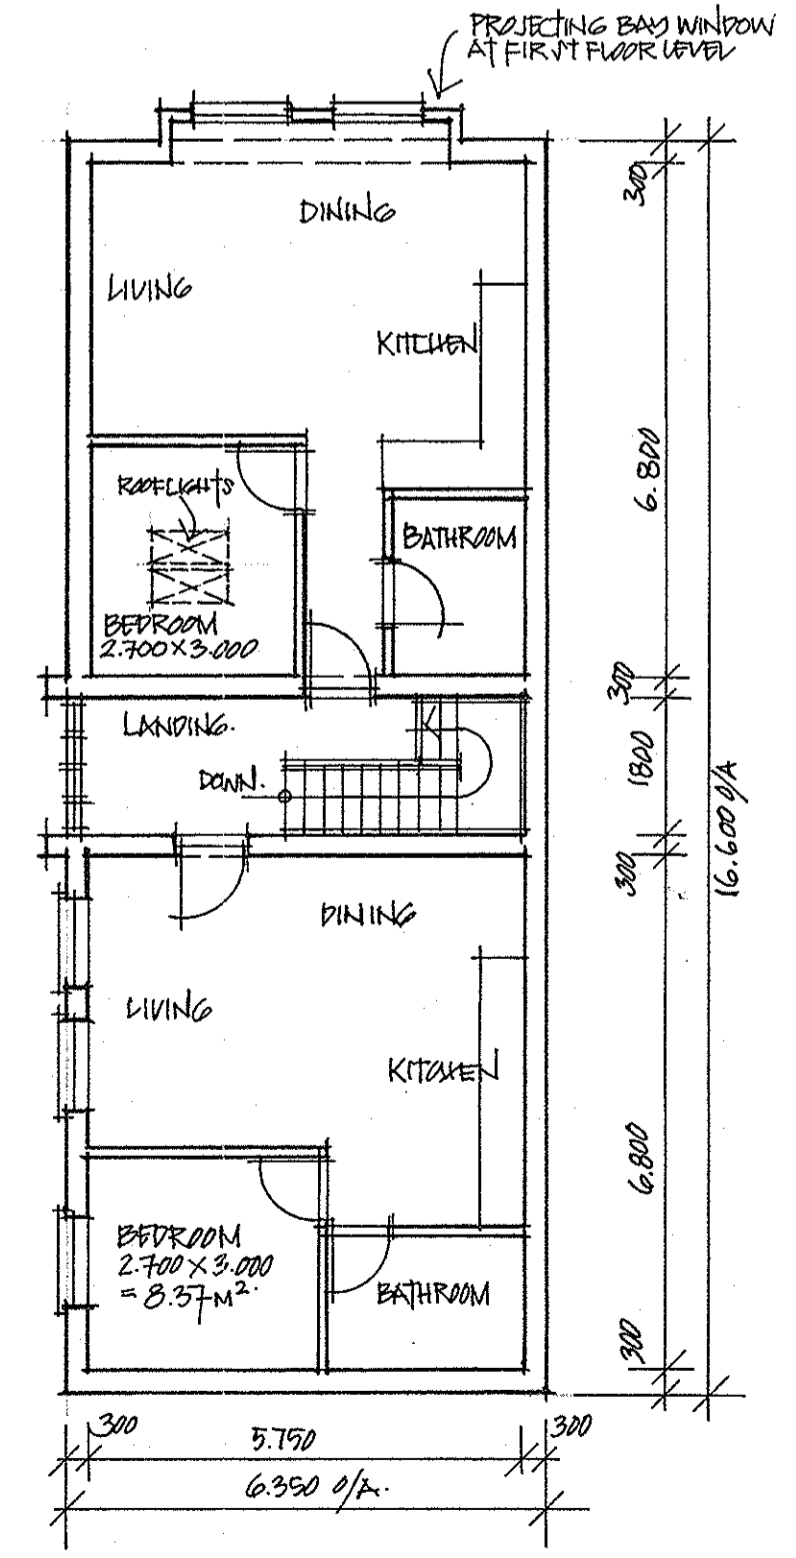 PROJECTING BAY WINDOW
AT FIRST FLOOR LEVEL
DINING
LIVING
KITCHEN
ROOFLIGHTS
BATHROOM
BEDROOM
2.700 X 3.000
LANDING.
DOWN.
DINING
LIVING
KITCHEN
BEDROOM
2.700 X 3.000
= 8.37M².
BATHROOM
300
6.800
300
1800
300
16.600 O/A
6.800
300
300
5.750
300
6.350 O/A.